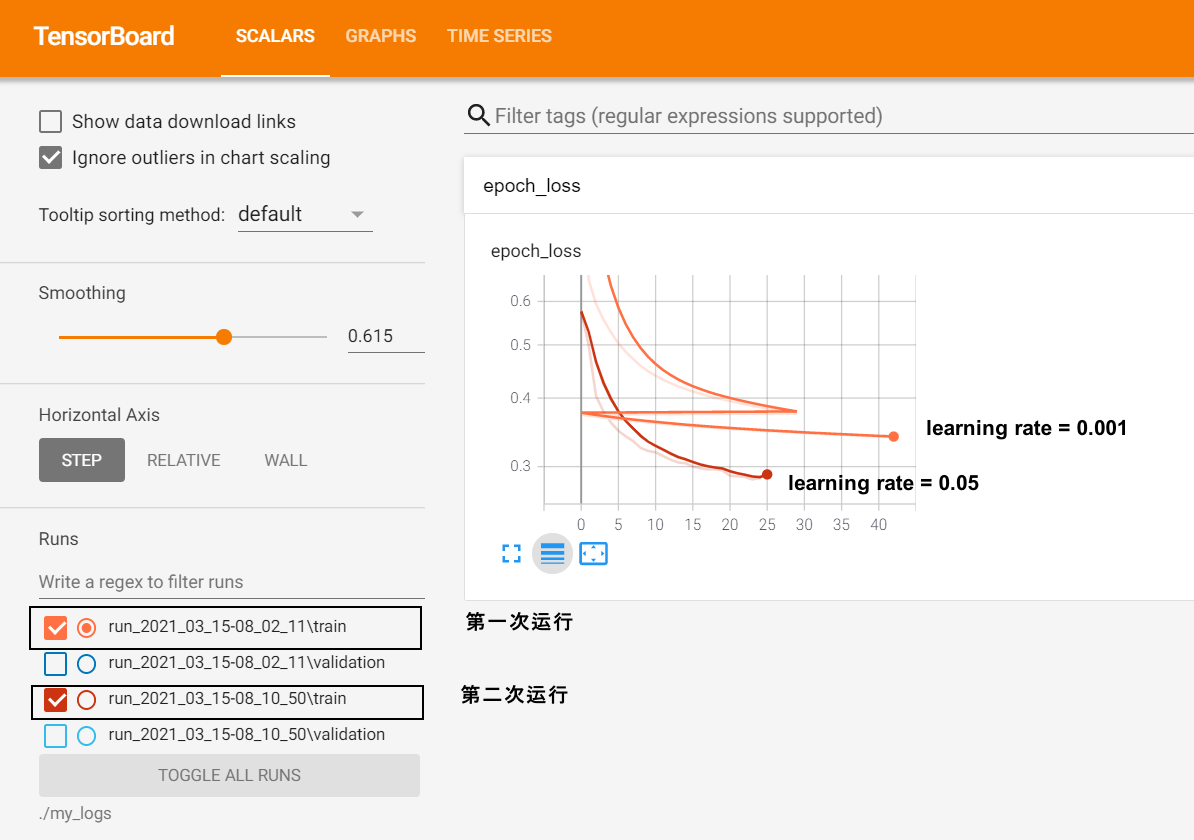 TensorBoard SCALARS GRAPHS TIME SERIES
Show data download links
Ignore outliers in chart scaling
Tooltip sorting method: default
Smoothing
0.615
Horizontal Axis
STEP RELATIVE WALL
Runs
Write a regex to filter runs
run_2021_03_15-08_02_11\train
run_2021_03_15-08_02_11\validation
run_2021_03_15-08_10_50\train
run_2021_03_15-08_10_50\validation
TOGGLE ALL RUNS
./my_logs
Filter tags (regular expressions supported)
epoch_loss
epoch_loss
0.6
0.5
0.4
0.3
0 5 10 15 20 25 30 35 40
learning rate = 0.001
learning rate = 0.05
第一次运行
第二次运行